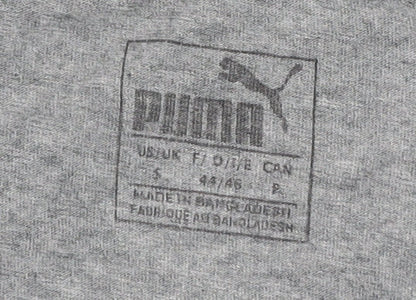 PUMA
US/UK F/ D/I/E CAN
S 44/46 P
MADE IN BANGLADESH
FABRIQUE AU BANGLADESH